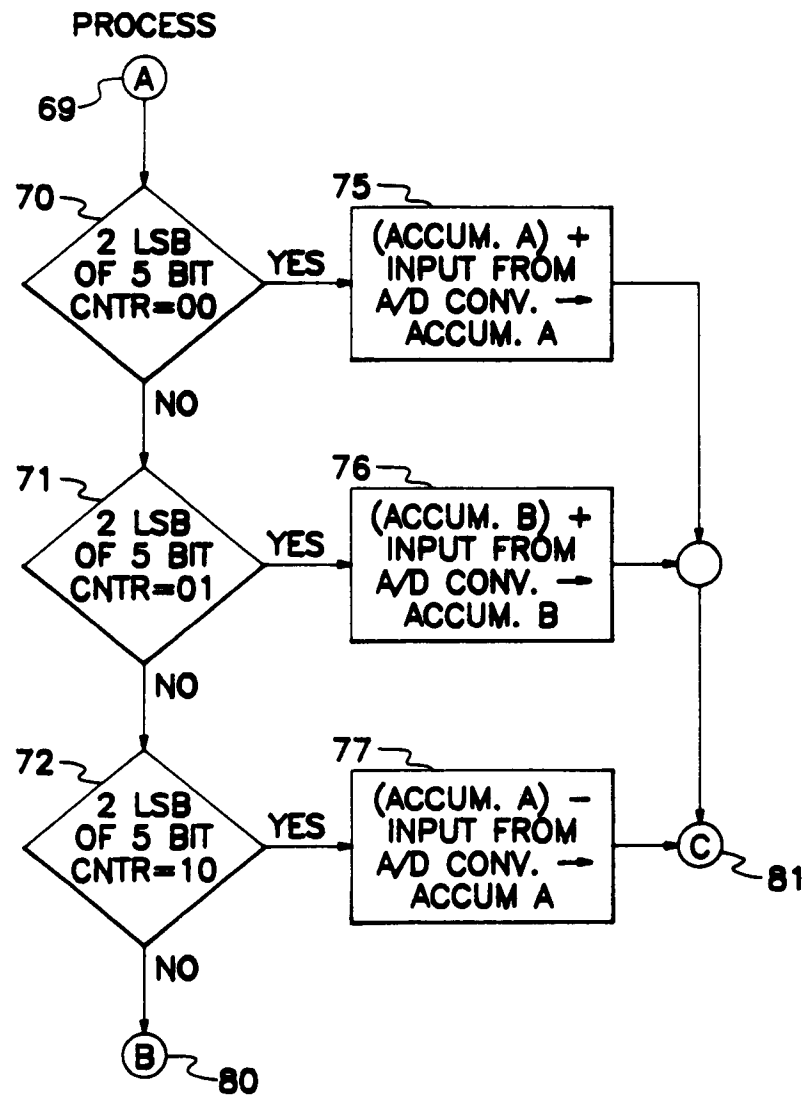 PROCESS
A
69
70
2 LSB
OF 5 BIT
CNTR=00
YES
NO
75
(ACCUM. A) +
INPUT FROM
A/D CONV. →
ACCUM. A
71
2 LSB
OF 5 BIT
CNTR=01
YES
NO
76
(ACCUM. B) +
INPUT FROM
A/D CONV. →
ACCUM. B
72
2 LSB
OF 5 BIT
CNTR=10
YES
NO
77
(ACCUM. A) −
INPUT FROM
A/D CONV. →
ACCUM A
C
81
B
80